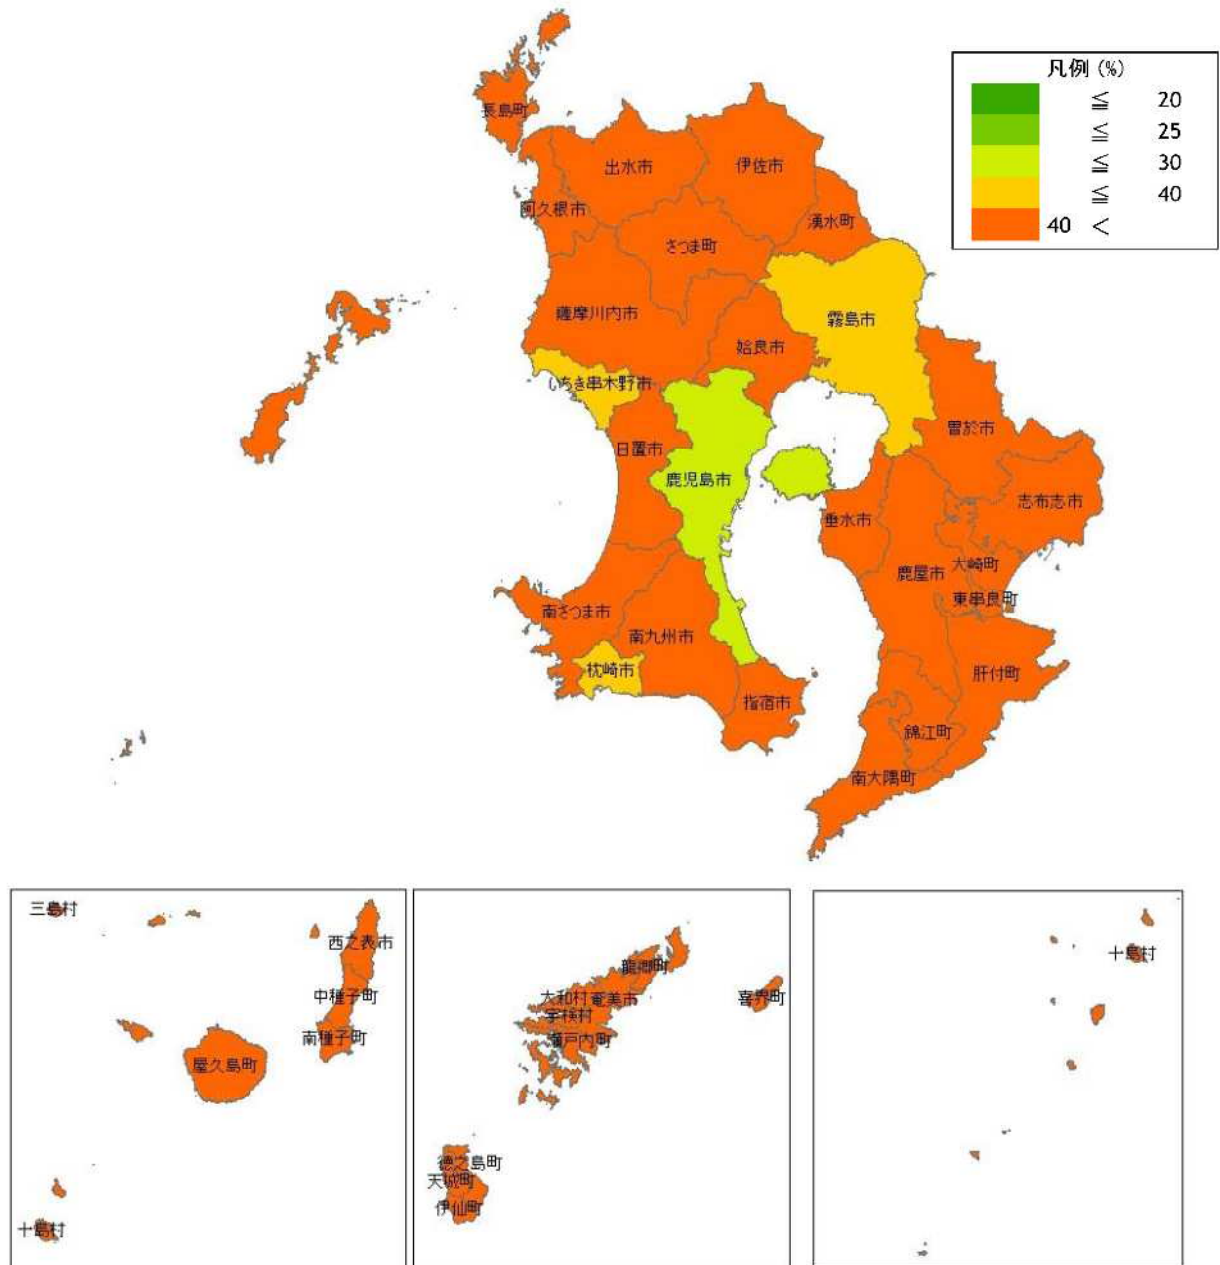 凡例 (%)
≦ 20
≦ 25
≦ 30
≦ 40
40 <
長島町
出水市
伊佐市
阿久根市
湧水町
さつま町
薩摩川内市
霧島市
姶良市
いちき串木野市
曽於市
日置市
鹿児島市
志布志市
垂水市
大崎町
鹿屋市
東串良町
南さつま市
南九州市
枕崎市
肝付町
指宿市
錦江町
南大隅町
三島村
西之表市
中種子町
南種子町
屋久島町
十島村
龍郷町
大和村
奄美市
喜界町
宇検村
瀬戸内町
徳之島町
天城町
伊仙町
十島村